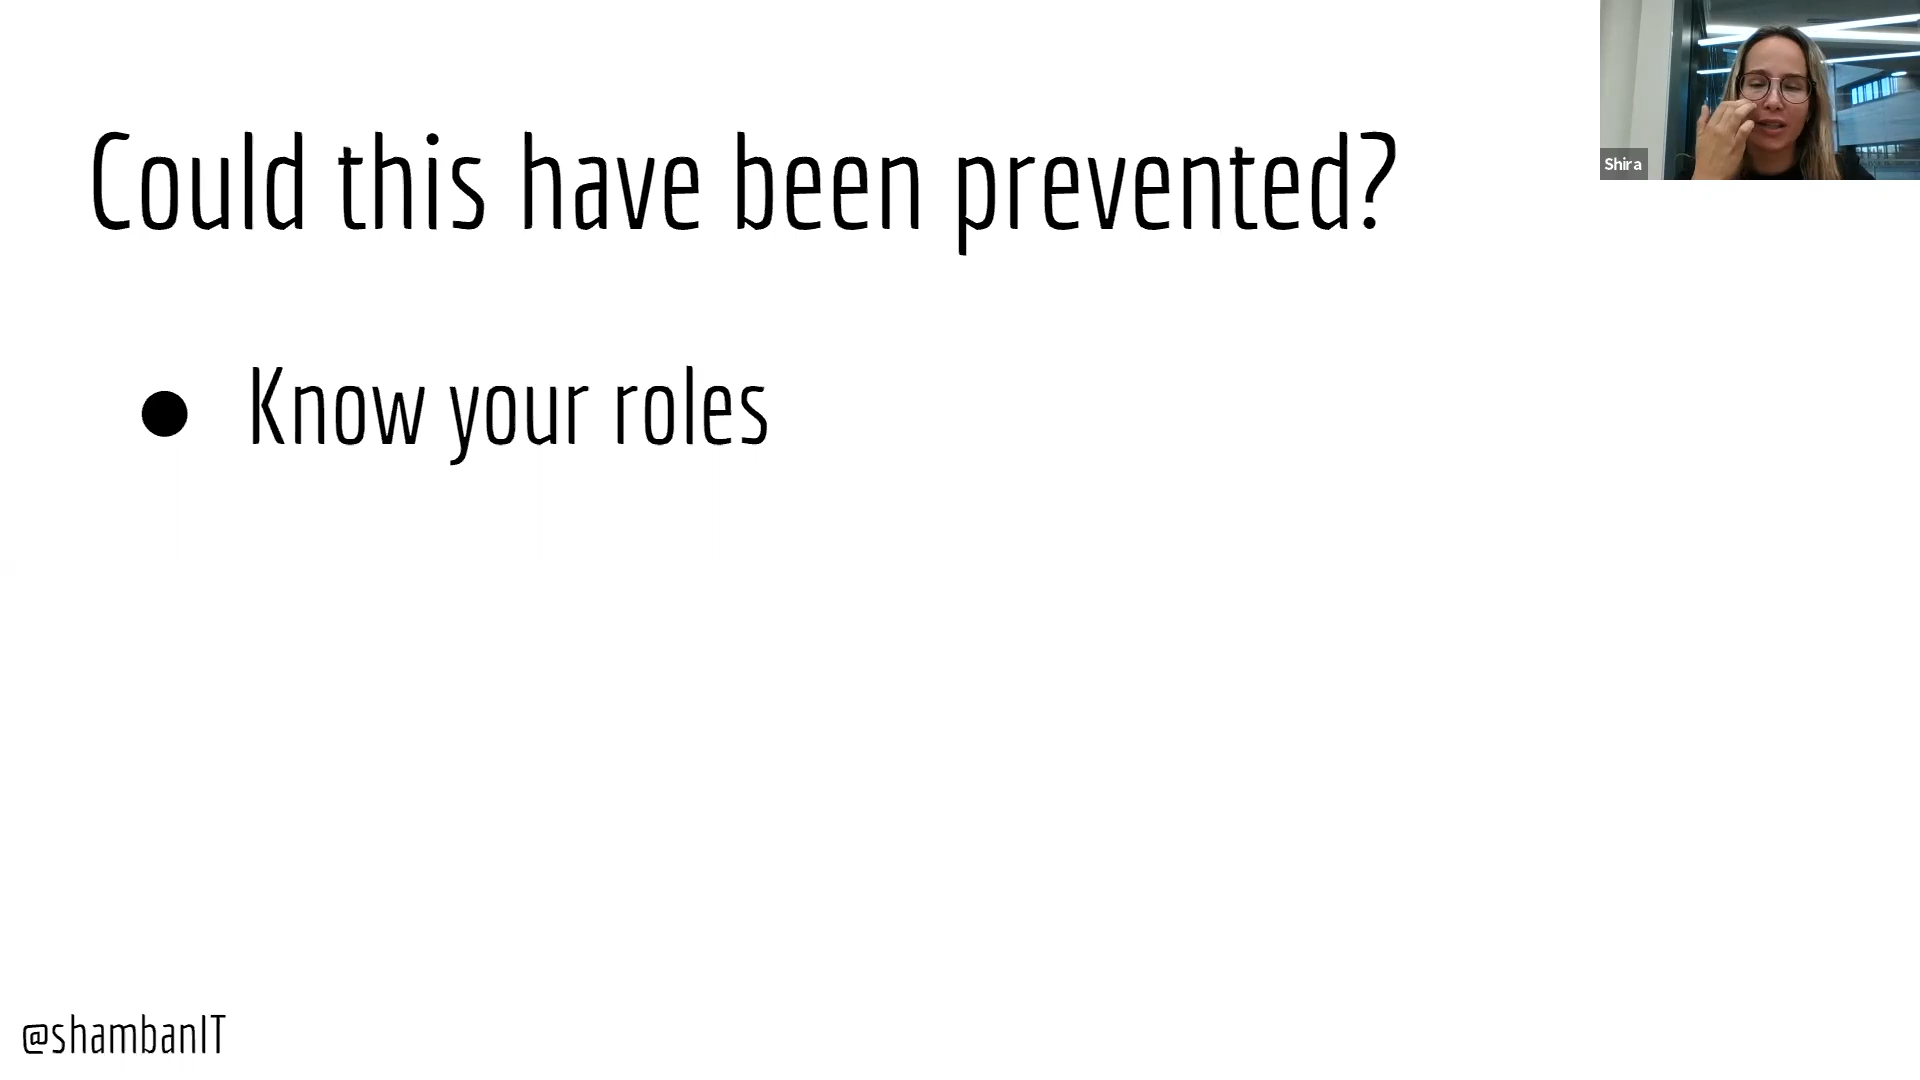 Could this have been prevented?
Shira
● Know your roles
@shambanIT